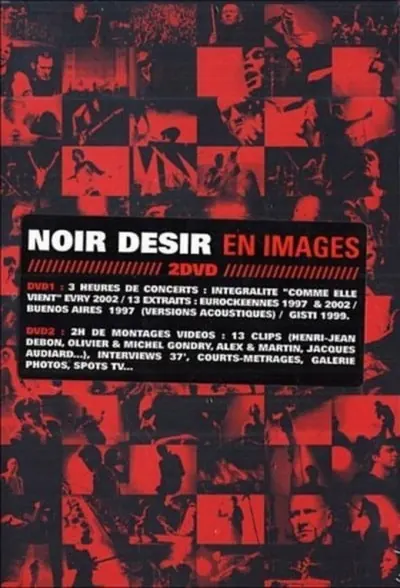 NOIR DESIR EN IMAGES
2DVD
DVD1 : 3 HEURES DE CONCERTS : INTEGRALITE "COMME ELLE
VIENT" EVRY 2002 / 13 EXTRAITS : EUROCKEENNES 1997 & 2002 /
BUENOS AIRES 1997 (VERSIONS ACOUSTIQUES) / GISTI 1999.
DVD2 : 2H DE MONTAGES VIDEOS : 13 CLIPS (HENRI-JEAN
DEBON, OLIVIER & MICHEL GONDRY, ALEX & MARTIN, JACQUES
AUDIARD...), INTERVIEWS 37', COURTS-METRAGES, GALERIE
PHOTOS, SPOTS TV...